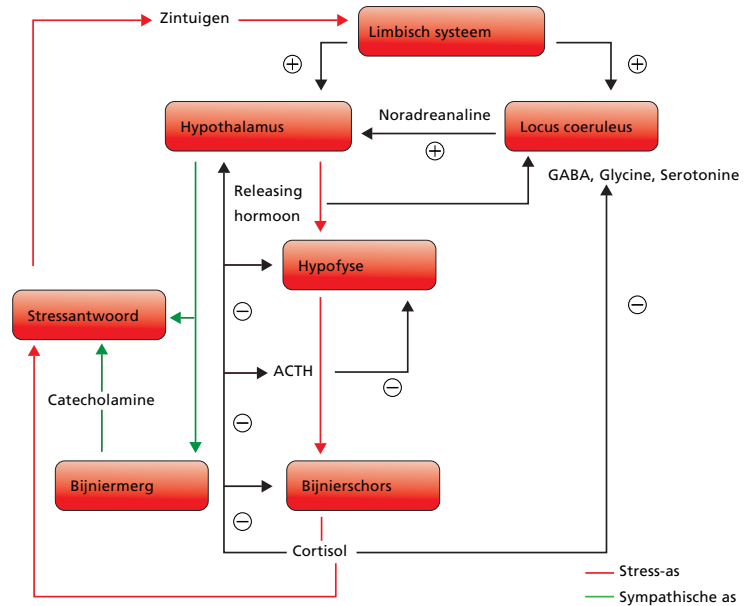 Zintuigen
Limbisch systeem
+
+
Hypothalamus
Noradreanaline
+
Locus coeruleus
GABA, Glycine, Serotonine
Releasing
hormoon
Hypofyse
Stressantwoord
−
−
ACTH
−
Catecholamine
−
Bijniermerg
Bijnierschors
−
Cortisol
Stress-as
Sympathische as